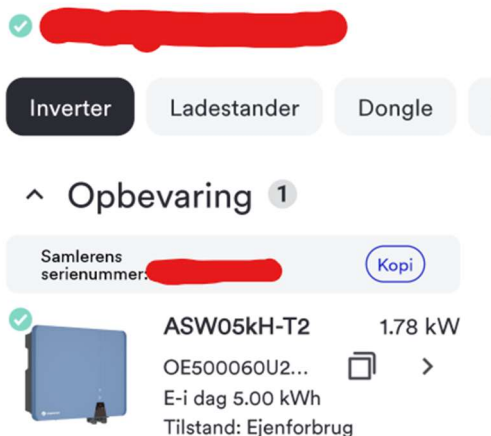 Inverter Ladestander Dongle
Opbevaring 1
Samlerens
serienummer:
Kopi
ASW05kH-T2 1.78 kW
OE500060U2...
E-i dag 5.00 kWh
Tilstand: Ejenforbrug